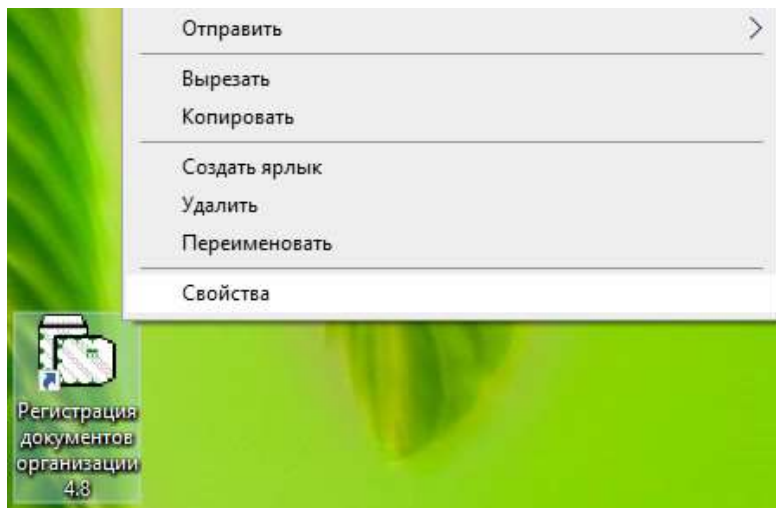 Отправить
Вырезать
Копировать
Создать ярлык
Удалить
Переименовать
Свойства
Регистрация
документов
организации
4.8